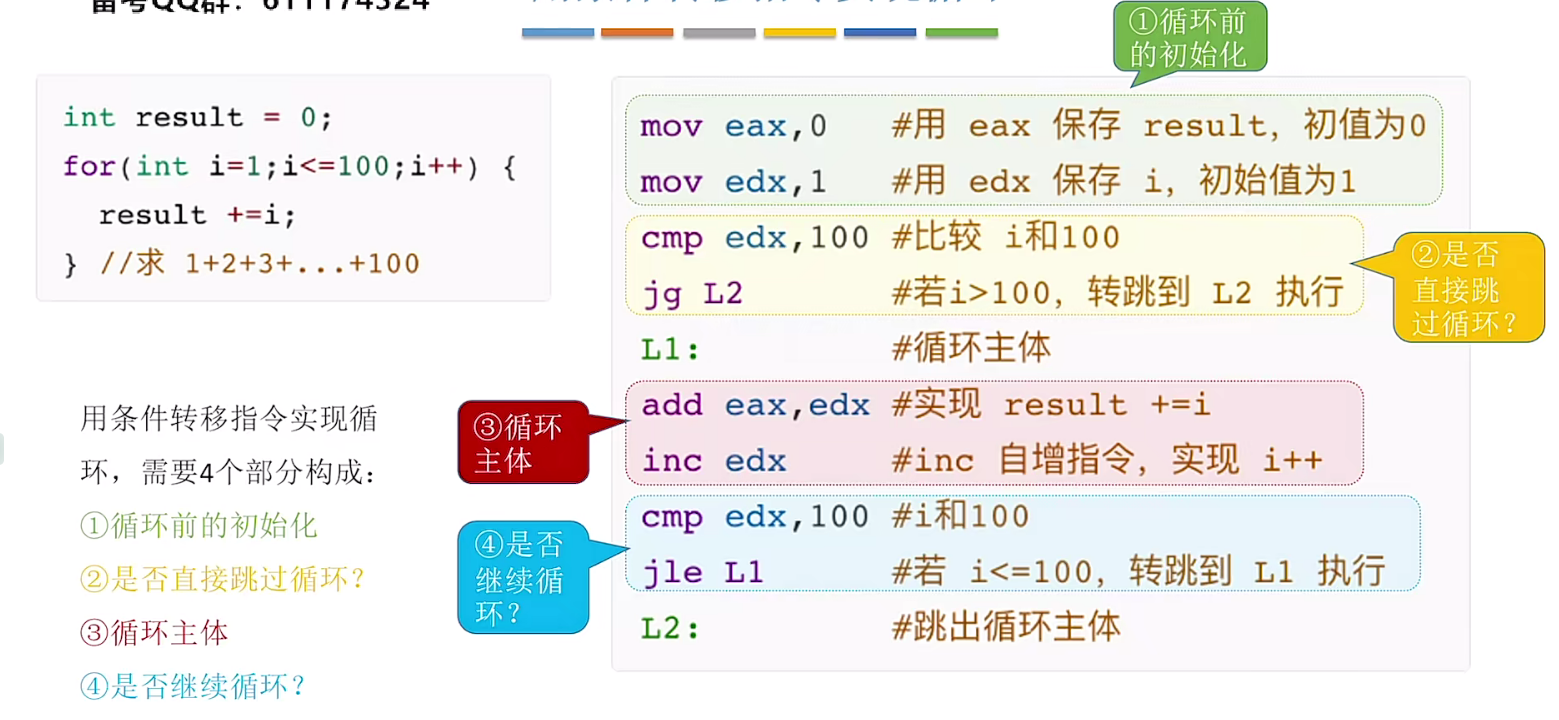 ①循环前
的初始化
int result = 0;
for(int i=1;i<=100;i++) {
result +=i;
} //求 1+2+3+...+100
mov eax,0 #用 eax 保存 result，初值为0
mov edx,1 #用 edx 保存 i，初始值为1
cmp edx,100 #比较 i和100
jg L2 #若i>100，转跳到 L2 执行
②是否
直接跳
过循环？
L1: #循环主体
add eax,edx #实现 result +=i
inc edx #inc 自增指令，实现 i++
③循环
主体
cmp edx,100 #i和100
jle L1 #若 i<=100，转跳到 L1 执行
④是否
继续循
环？
L2: #跳出循环主体
用条件转移指令实现循
环，需要4个部分构成：
①循环前的初始化
②是否直接跳过循环？
③循环主体
④是否继续循环？